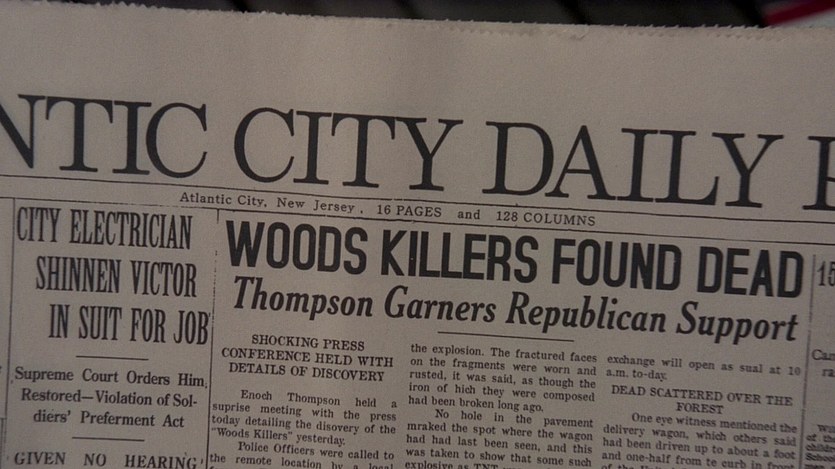 NTIC CITY DAILY
Atlantic City, New Jersey, 16 PAGES and 128 COLUMNS
CITY ELECTRICIAN
SHINNEN VICTOR
IN SUIT FOR JOB
Supreme Court Orders Him
Restored—Violation of Sol-
diers' Preferment Act
GIVEN NO HEARING
WOODS KILLERS FOUND DEAD
Thompson Garners Republican Support
SHOCKING PRESS
CONFERENCE HELD WITH
DETAILS OF DISCOVERY
Enoch Thompson held a
suprise meeting with the press
today detailing the disovery of the
"Woods Killers" yesterday.
Police Officers were called to
the remote location by a local
the explosion. The fractured faces
on the fragments were worn and
rusted, it was said, as though the
iron of hich they were composed
had been broken long ago.
No hole in the pavement
mraked the spot where the wagon
had had last been seen, and this
was taken to show that some such
explosive as TNT
exchange will open as sual at 10
a.m. to-day.
DEAD SCATTERED OVER THE
FOREST
One eye witness mentioned the
delivery wagon, which others said
had been driven up to about a foot
and one-half from te curb
15